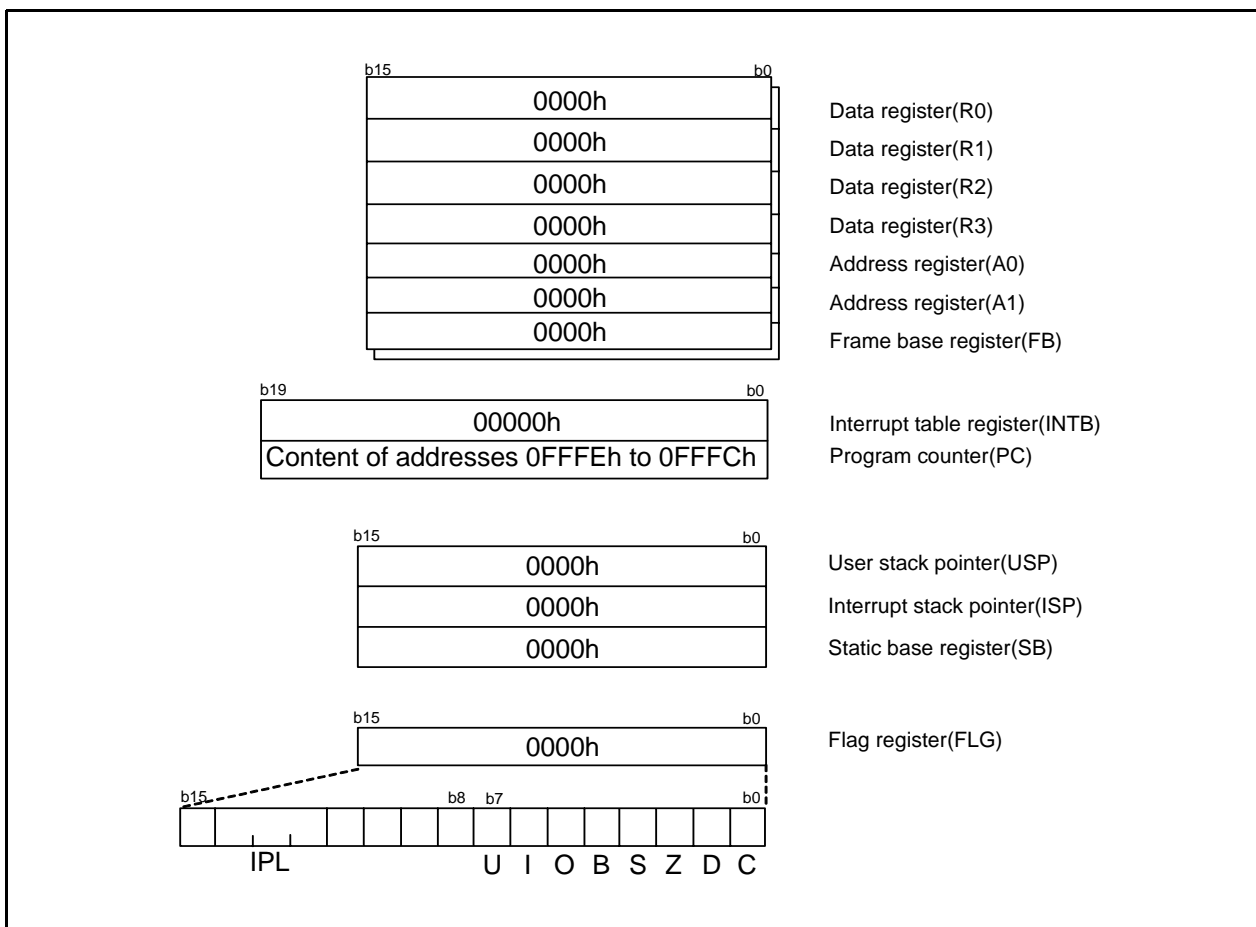 b15 b0
0000h Data register(R0)
0000h Data register(R1)
0000h Data register(R2)
0000h Data register(R3)
0000h Address register(A0)
0000h Address register(A1)
0000h Frame base register(FB)
b19 b0
00000h Interrupt table register(INTB)
Content of addresses 0FFFEh to 0FFFCh Program counter(PC)
b15 b0
0000h User stack pointer(USP)
0000h Interrupt stack pointer(ISP)
0000h Static base register(SB)
b15 b0
0000h Flag register(FLG)
b15 b8 b7 b0
IPL U I O B S Z D C